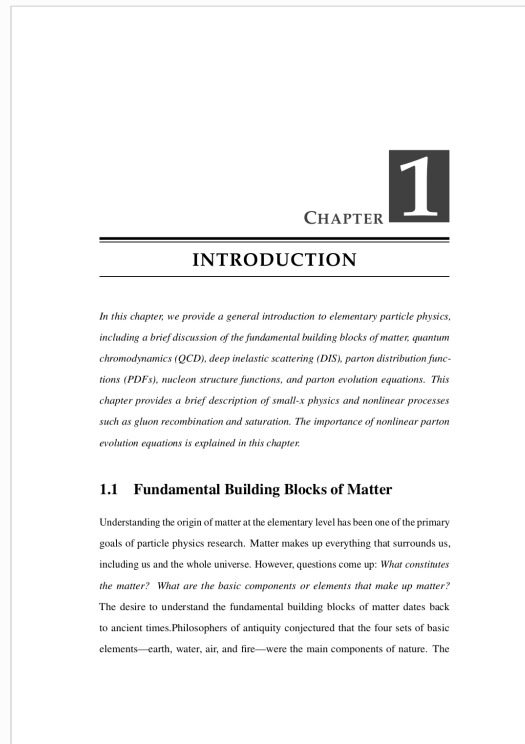 CHAPTER 1
INTRODUCTION
In this chapter, we provide a general introduction to elementary particle physics,
including a brief discussion of the fundamental building blocks of matter, quantum
chromodynamics (QCD), deep inelastic scattering (DIS), parton distribution func-
tions (PDFs), nucleon structure functions, and parton evolution equations. This
chapter provides a brief description of small-x physics and nonlinear processes
such as gluon recombination and saturation. The importance of nonlinear parton
evolution equations is explained in this chapter.
1.1 Fundamental Building Blocks of Matter
Understanding the origin of matter at the elementary level has been one of the primary
goals of particle physics research. Matter makes up everything that surrounds us,
including us and the whole universe. However, questions come up: What constitutes
the matter? What are the basic components or elements that make up matter?
The desire to understand the fundamental building blocks of matter dates back
to ancient times.Philosophers of antiquity conjectured that the four sets of basic
elements—earth, water, air, and fire—were the main components of nature. The